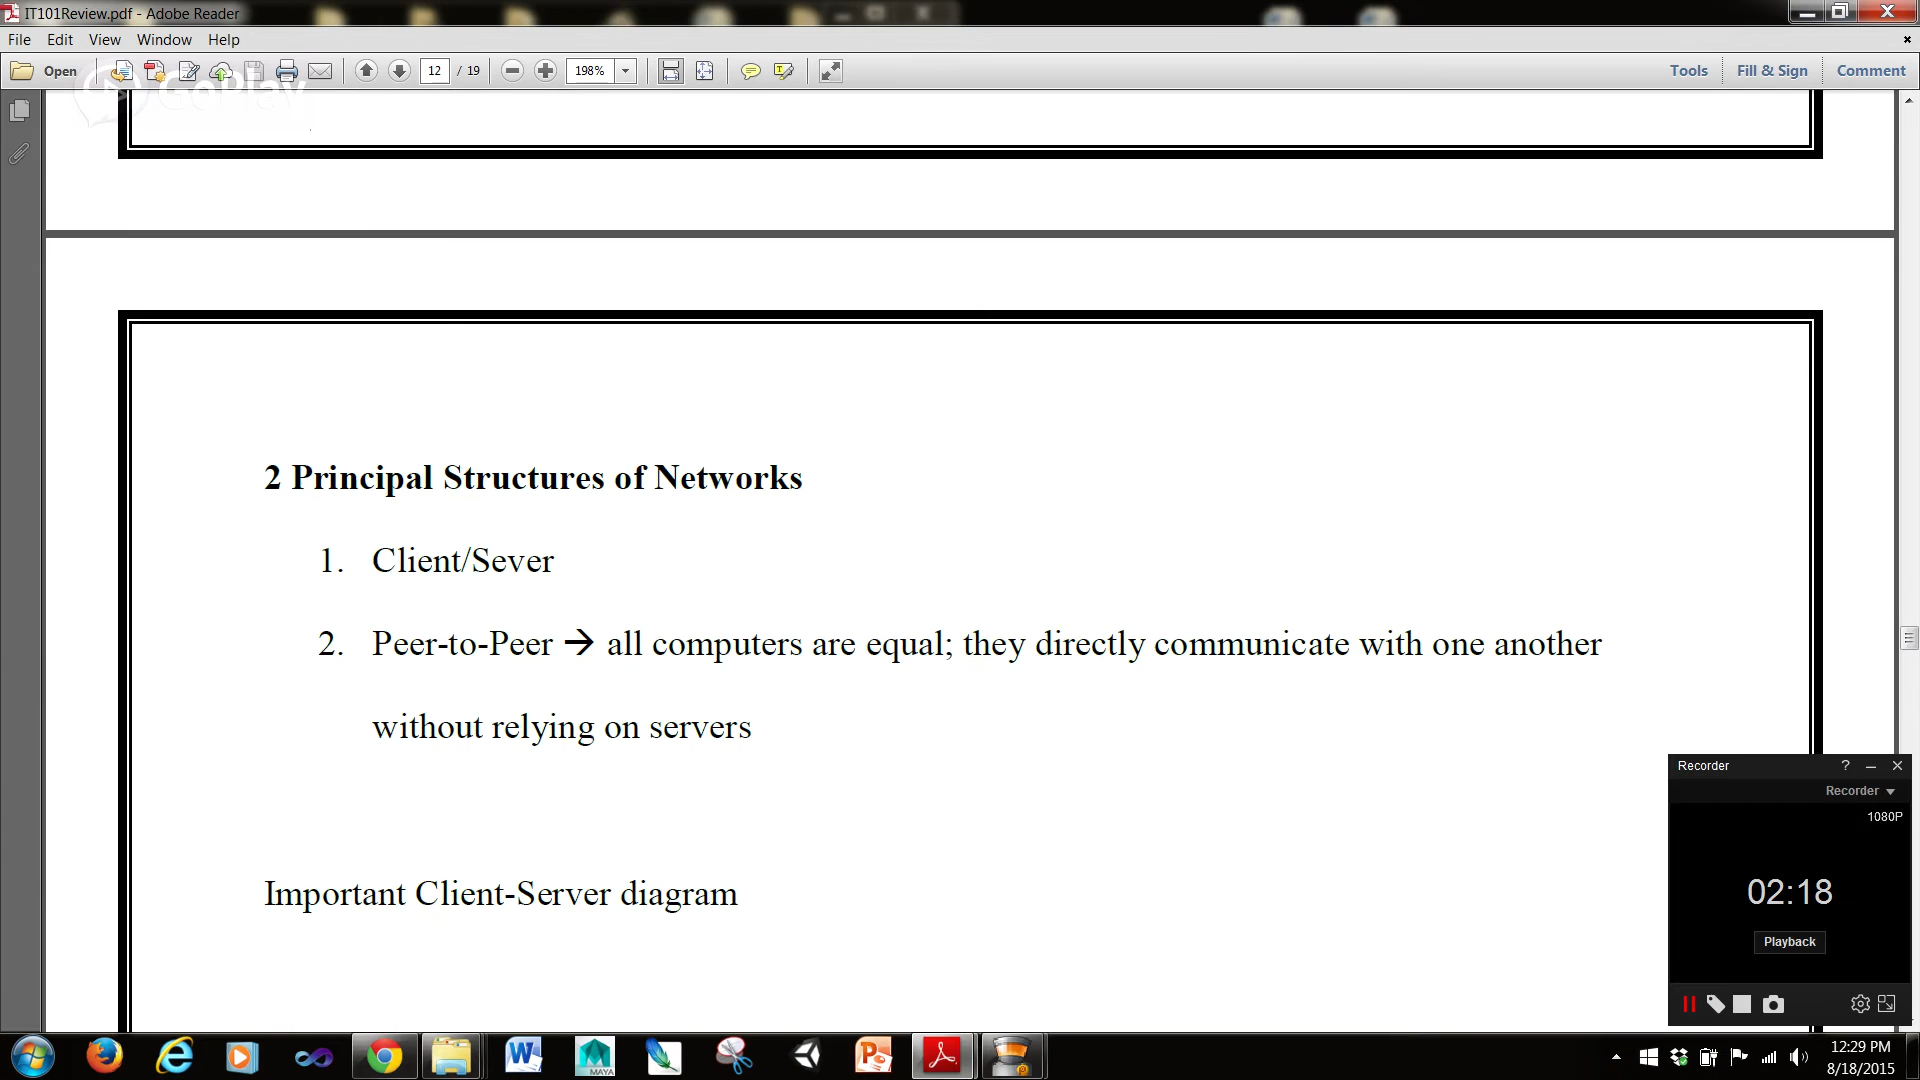 IT101Review.pdf - Adobe Reader
File Edit View Window Help
Open 12 / 19 198% Tools Fill & Sign Comment
GoPlay
2 Principal Structures of Networks
1. Client/Sever
2. Peer-to-Peer → all computers are equal; they directly communicate with one another
without relying on servers
Important Client-Server diagram
Recorder ?
Recorder
1080P
02:18
Playback
MAYA
12:29 PM
8/18/2015